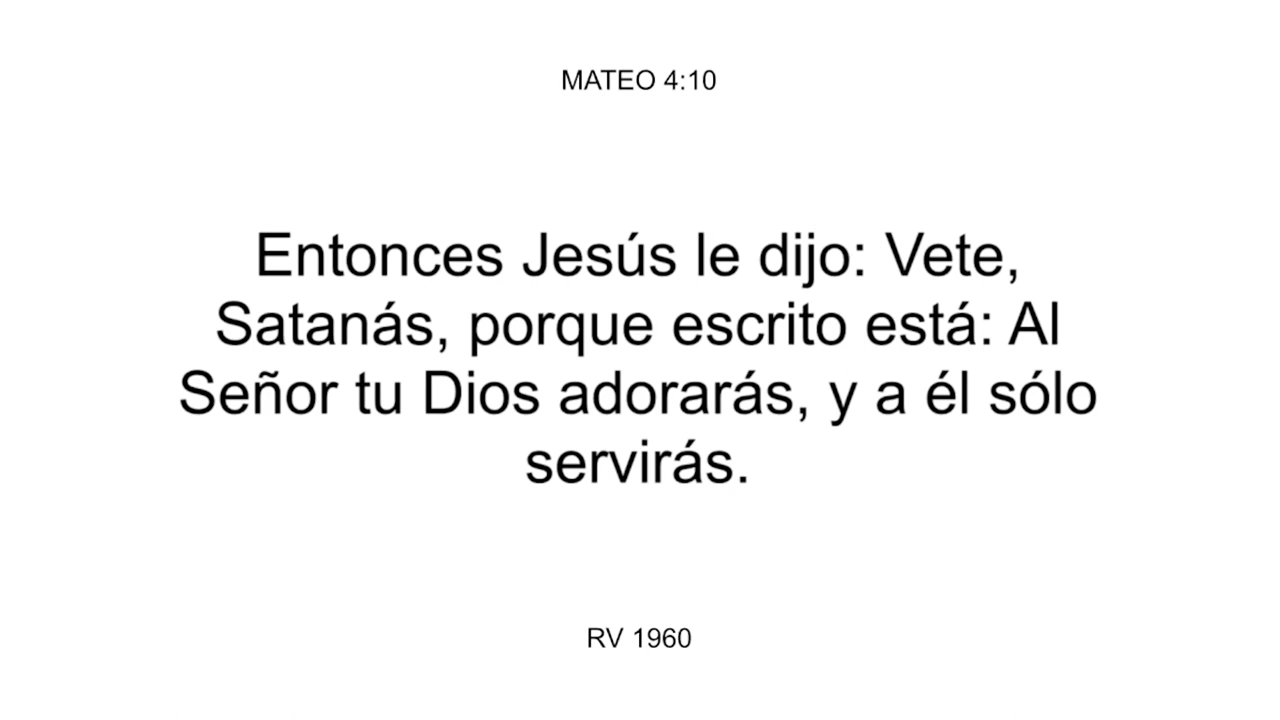 MATEO 4:10
Entonces Jesús le dijo: Vete,
Satanás, porque escrito está: Al
Señor tu Dios adorarás, y a él sólo
servirás.
RV 1960